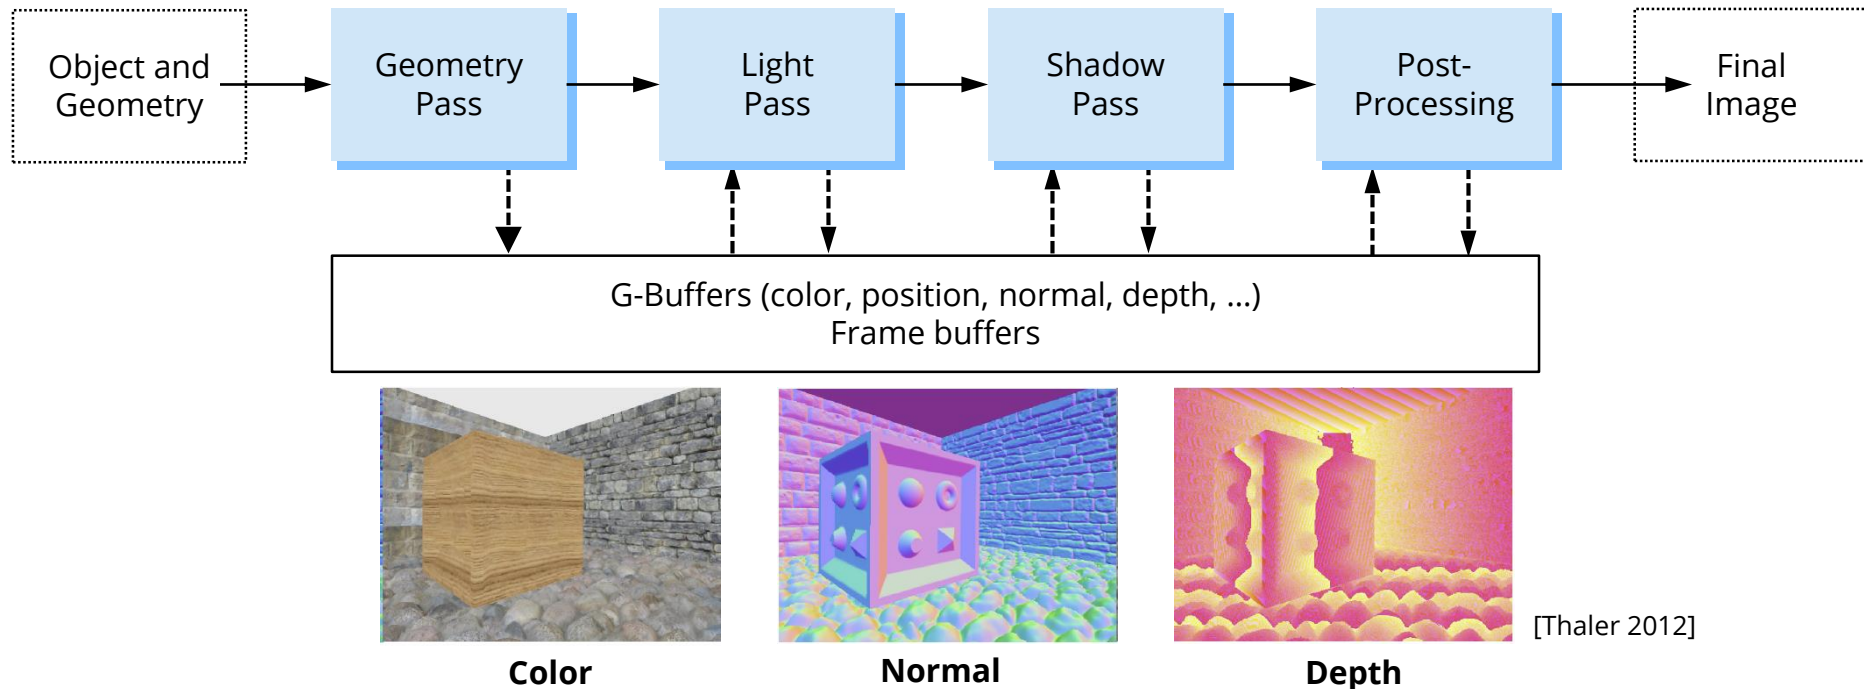 Object and
Geometry
Geometry
Pass
Light
Pass
Shadow
Pass
Post-
Processing
Final
Image
G-Buffers (color, position, normal, depth, ...)
Frame buffers
[Thaler 2012]
Color
Normal
Depth